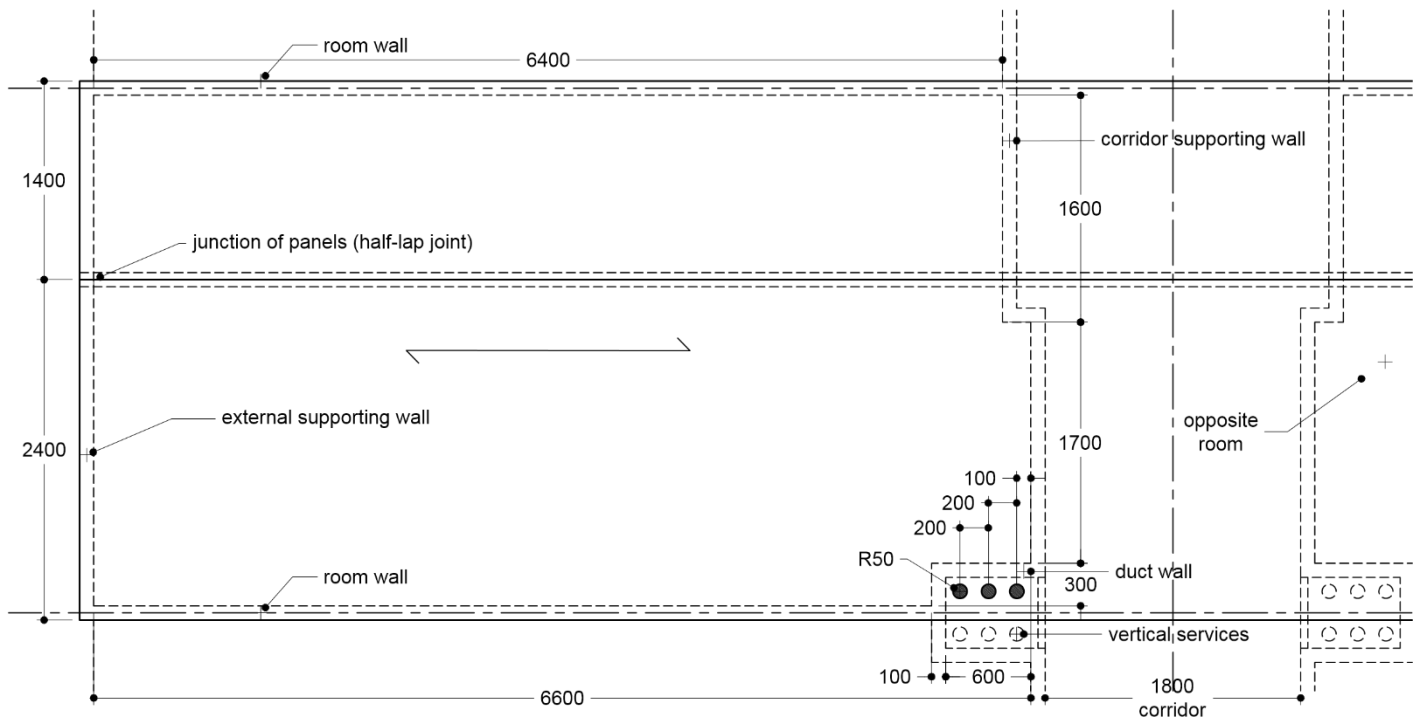 room wall
6400
corridor supporting wall
1400
1600
junction of panels (half-lap joint)
external supporting wall
opposite
room
2400
1700
100
200
200
R50
room wall
duct wall
300
vertical services
100
600
6600
1800
corridor